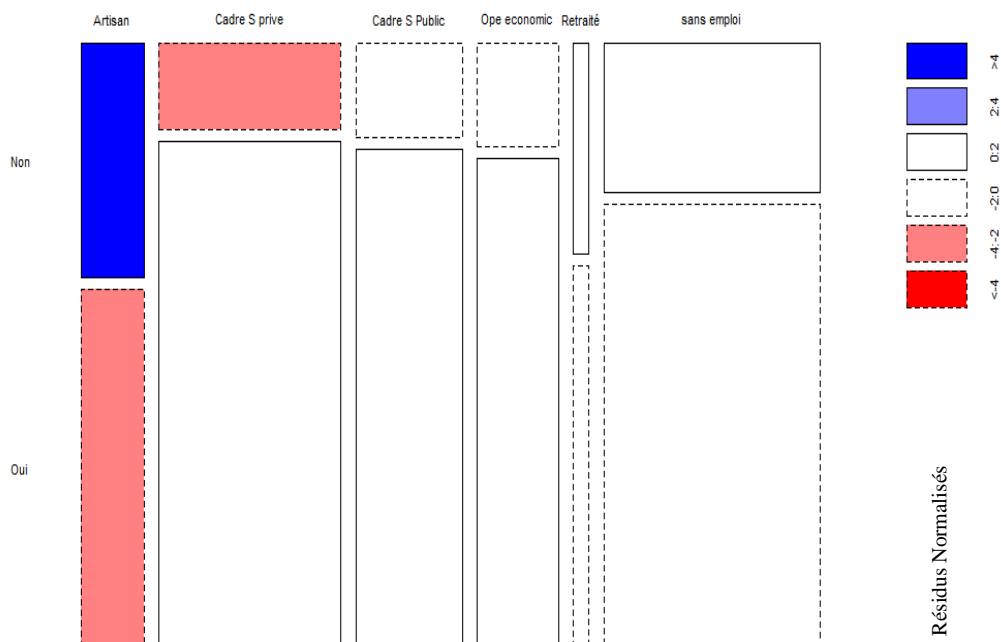 Artisan
Cadre S prive
Cadre S Public
Ope economic
Retraité
sans emploi
Non
Oui
>4
2:4
0:2
-2:0
-4:-2
<-4
Résidus Normalisés